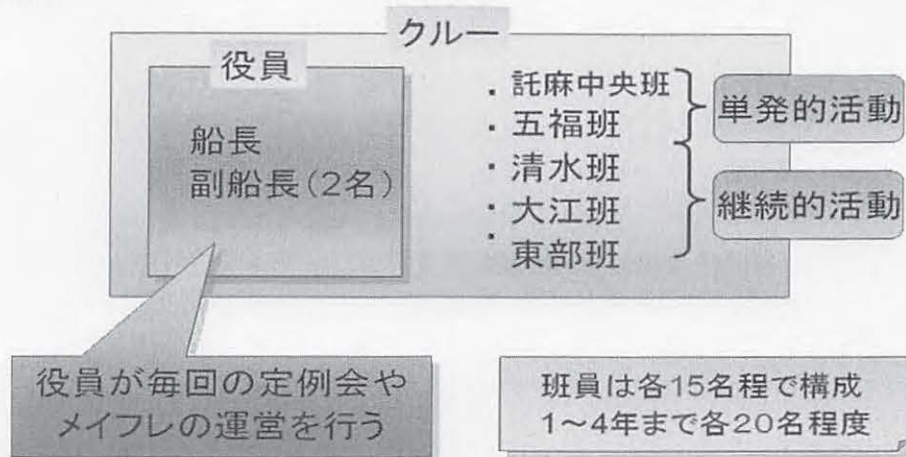 クルー
役員
船長
副船長(2名)
・託麻中央班
・五福班
・清水班
・大江班
・東部班
単発的活動
継続的活動
役員が毎回の定例会や
メイフレの運営を行う
班員は各15名程で構成
1~4年まで各20名程度